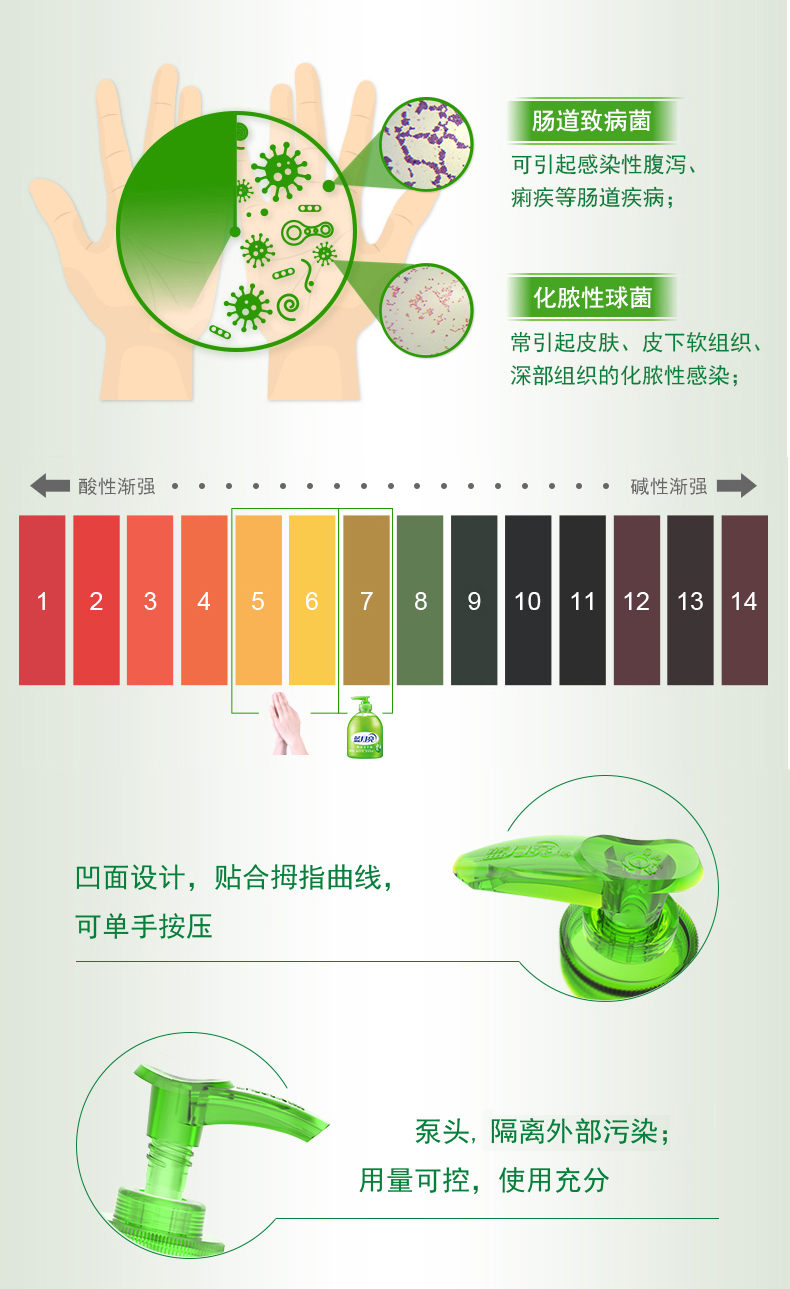 肠道致病菌
可引起感染性腹泻、
痢疾等肠道疾病；
化脓性球菌
常引起皮肤、皮下软组织、
深部组织的化脓性感染；
酸性渐强 碱性渐强
1 2 3 4 5 6 7 8 9 10 11 12 13 14
蓝月亮
凹面设计，贴合拇指曲线，
可单手按压
泵头，隔离外部污染；
用量可控，使用充分